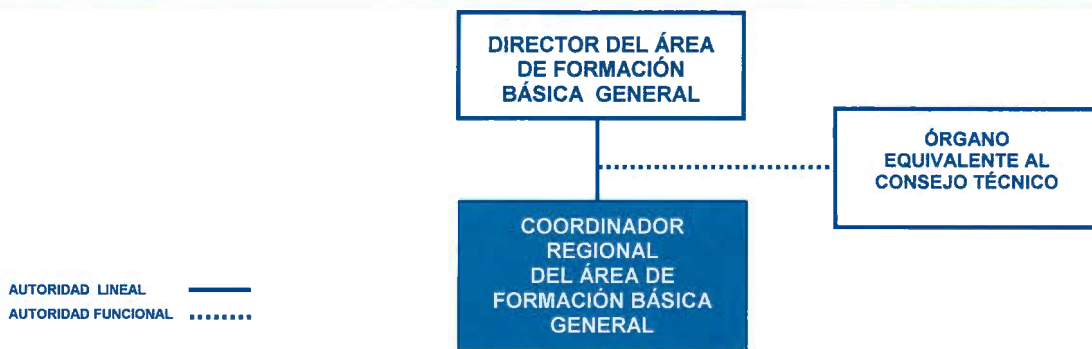 DIRECTOR DEL ÁREA
DE FORMACIÓN
BÁSICA GENERAL
ÓRGANO
EQUIVALENTE AL
CONSEJO TÉCNICO
COORDINADOR
REGIONAL
DEL ÁREA DE
FORMACIÓN BÁSICA
GENERAL
AUTORIDAD LINEAL
AUTORIDAD FUNCIONAL